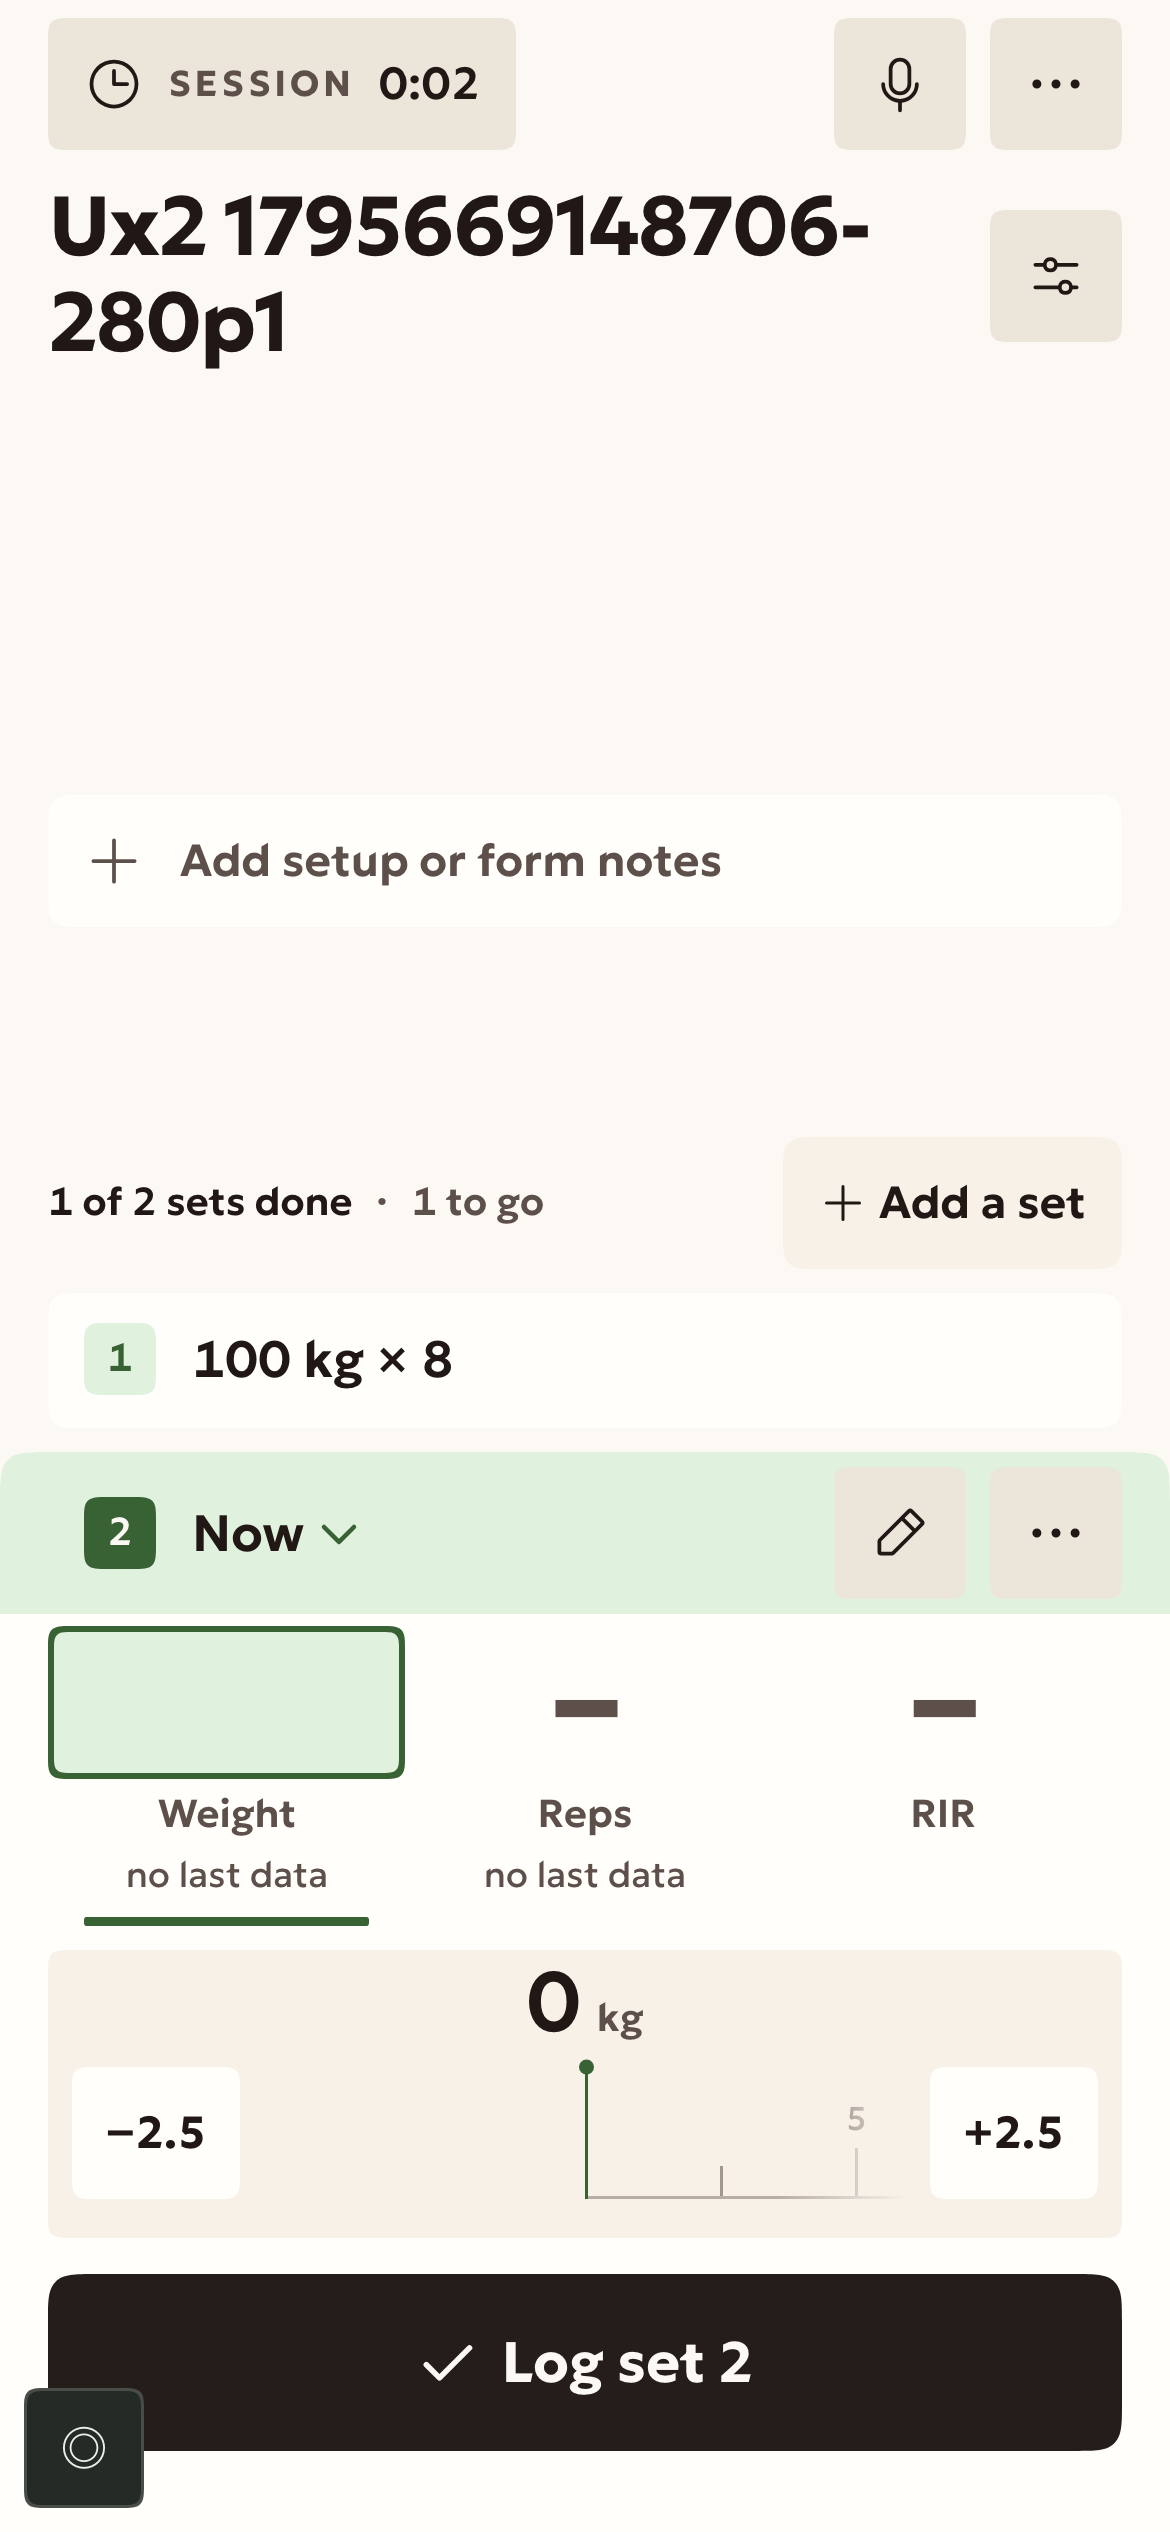 SESSION 0:02
Ux2 1795669148706-
280p1
Add setup or form notes
1 of 2 sets done · 1 to go
+ Add a set
1 100 kg × 8
2 Now
– –
Weight Reps RIR
no last data no last data
0 kg
5
−2.5 +2.5
Log set 2